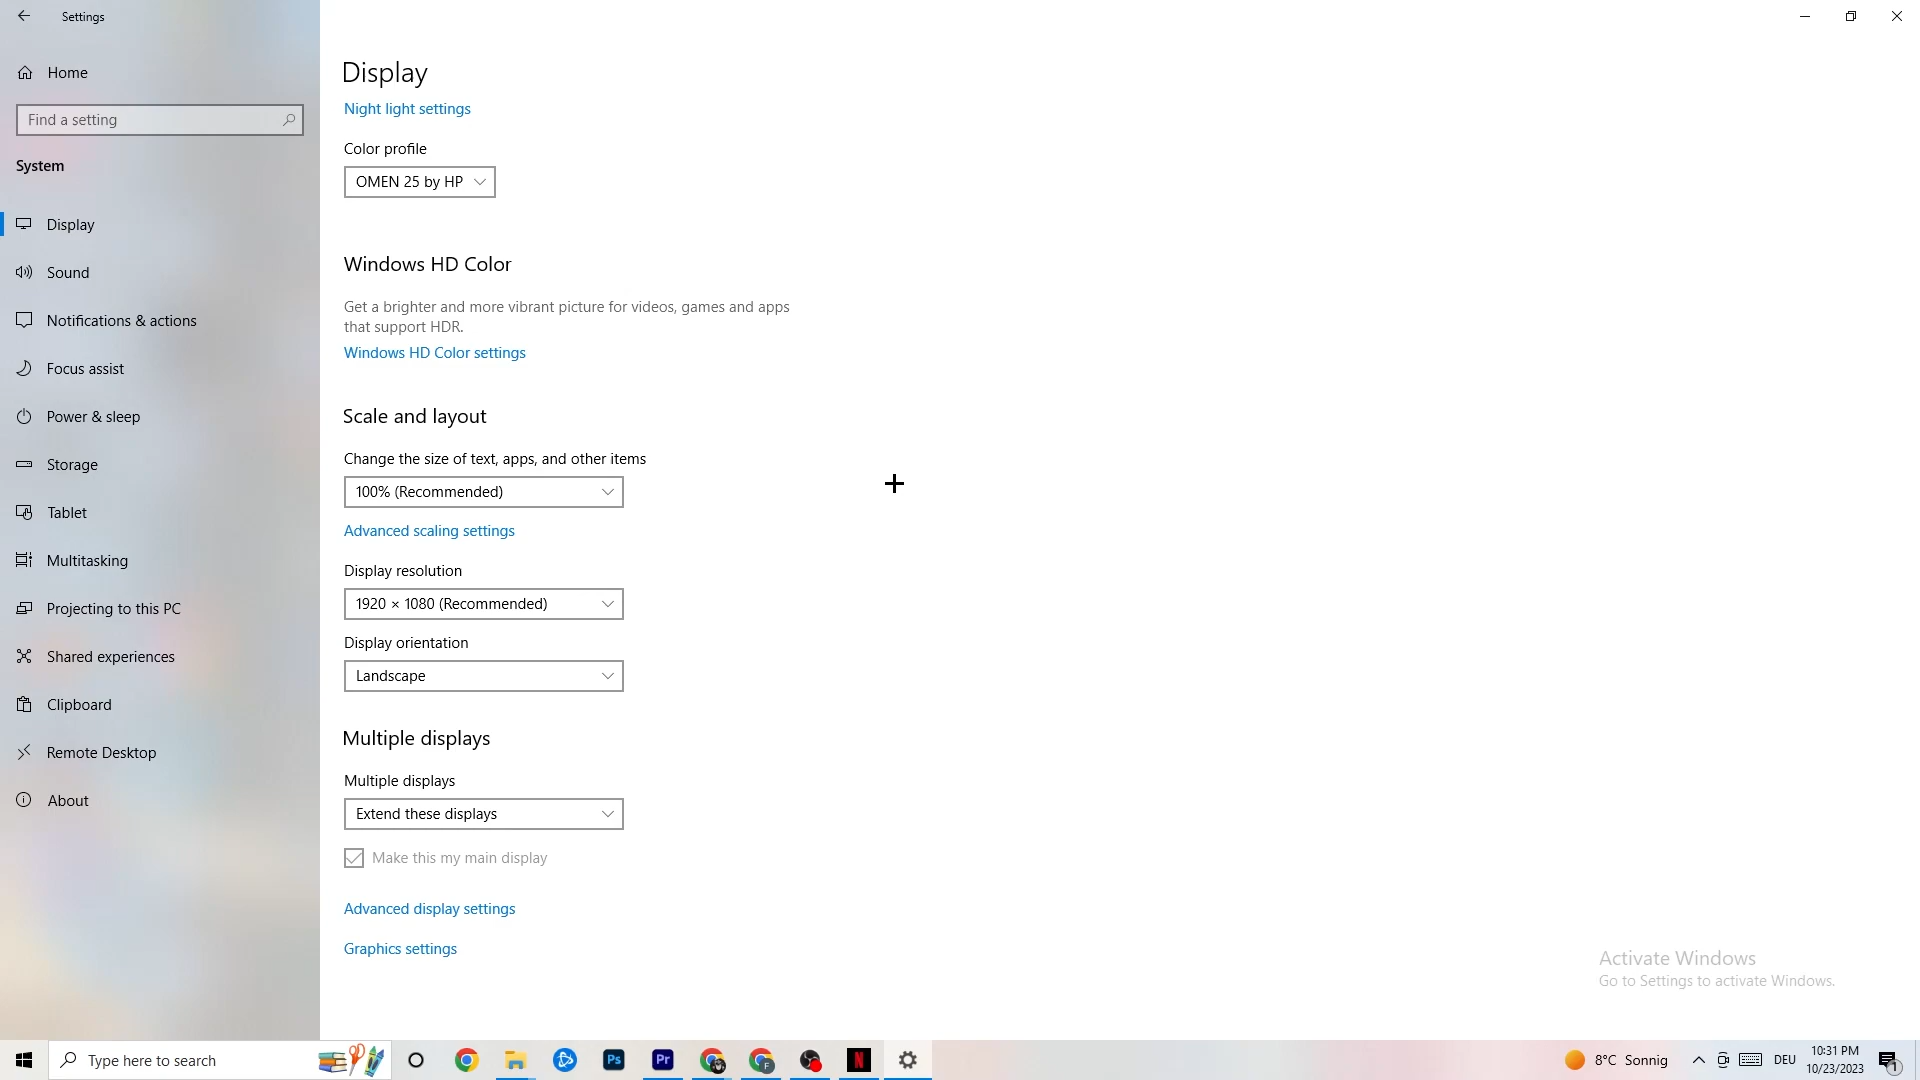 Settings
Home
Find a setting
System
Display
Sound
Notifications & actions
Focus assist
Power & sleep
Storage
Tablet
Multitasking
Projecting to this PC
Shared experiences
Clipboard
Remote Desktop
About
Display
Night light settings
Color profile
OMEN 25 by HP
Windows HD Color
Get a brighter and more vibrant picture for videos, games and apps
that support HDR.
Windows HD Color settings
Scale and layout
Change the size of text, apps, and other items
100% (Recommended)
Advanced scaling settings
Display resolution
1920 × 1080 (Recommended)
Display orientation
Landscape
Multiple displays
Multiple displays
Extend these displays
Make this my main display
Advanced display settings
Graphics settings
Activate Windows
Go to Settings to activate Windows.
Type here to search
Ps
Pr
F
N
8°C Sonnig
DEU
10:31 PM
10/23/2023
1